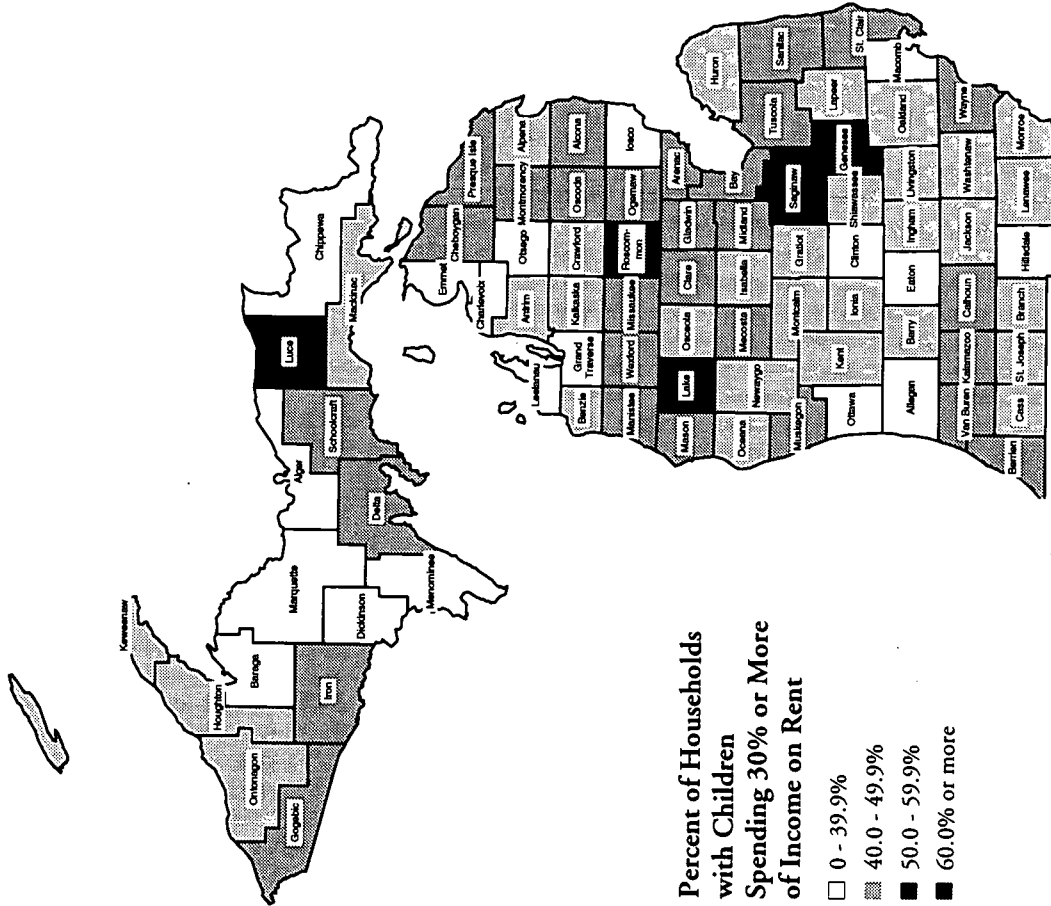 Keweenaw
Houghton
Ontonagon
Gogebic
Baraga
Iron
Marquette
Dickinson
Menominee
Alger
Delta
Schoolcraft
Luce
Chippewa
Mackinac
Emmet
Cheboygan
Presque Isle
Charlevoix
Leelanau
Antrim
Otsego
Montmorency
Alpena
Benzie
Grand
Traverse
Kalkaska
Crawford
Oscoda
Alcona
Manistee
Wexford
Missaukee
Roscom-
mon
Ogemaw
Iosco
Mason
Lake
Osceola
Clare
Gladwin
Arenac
Oceana
Newaygo
Mecosta
Isabella
Midland
Bay
Huron
Muskegon
Montcalm
Gratiot
Saginaw
Tuscola
Sanilac
Ottawa
Kent
Ionia
Clinton
Shiawassee
Genesee
Lapeer
St. Clair
Allegan
Barry
Eaton
Ingham
Livingston
Oakland
Macomb
Van Buren
Kalamazoo
Calhoun
Jackson
Washtenaw
Wayne
Berrien
Cass
St. Joseph
Branch
Hillsdale
Lenawee
Monroe
Percent of Households
with Children
Spending 30% or More
of Income on Rent
0 - 39.9%
40.0 - 49.9%
50.0 - 59.9%
60.0% or more